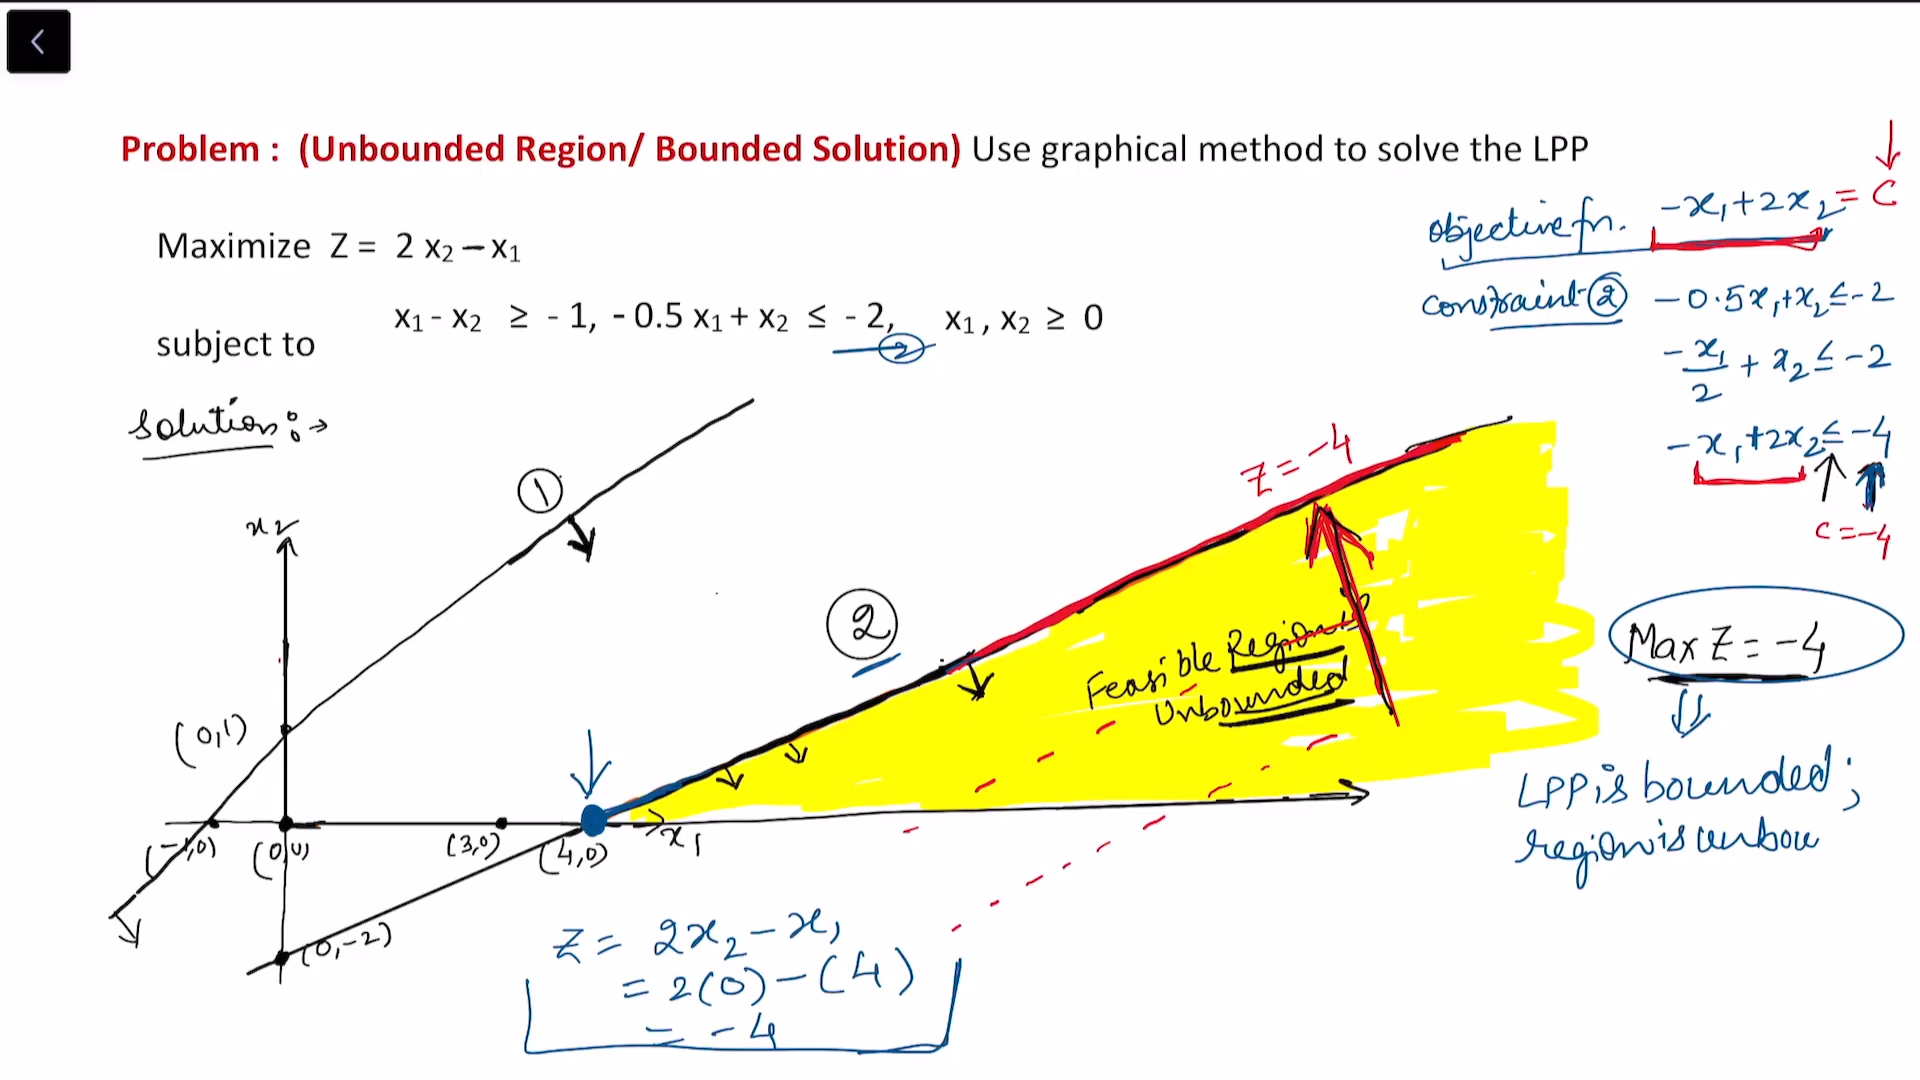 Problem : (Unbounded Region/ Bounded Solution) Use graphical method to solve the LPP
Maximize Z = 2 x₂ – x₁
subject to
x₁ - x₂ ≥ - 1, - 0.5 x₁ + x₂ ≤ - 2, x₁ , x₂ ≥ 0
2
Solution :→
objective fn. -x₁+2x₂ = C
constraint-② -0.5x₁+x₂ ≤ -2
-x₁/2 + x₂ ≤ -2
-x₁+2x₂ ≤ -4
C = -4
Max Z = -4
LPP is bounded;
region is unbou
①
x₂
Z = -4
②
Feasible Region is
Unbounded
(0,1)
(-1,0)
(0,0)
(3,0)
(4,0)
x₁
(0,-2)
Z = 2x₂ - x₁
= 2(0) - (4)
= -4